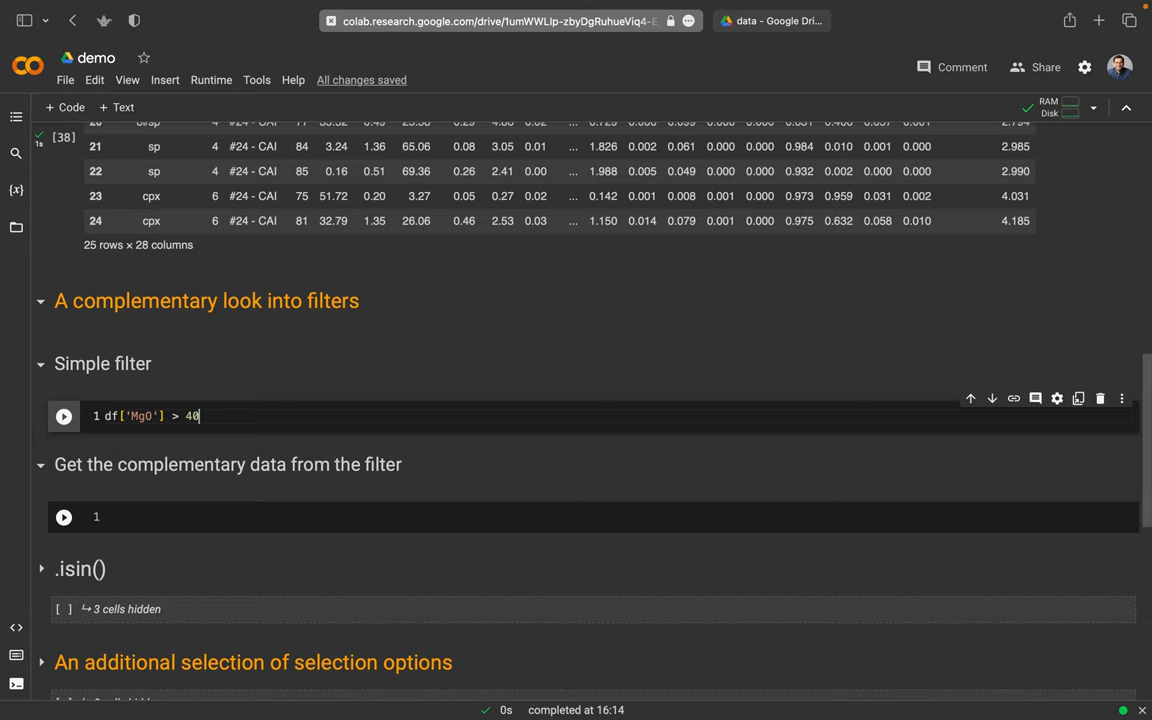 colab.research.google.com/drive/1umWWLIp-zbyDgRuhueViq4-E
data - Google Dri...
demo
File Edit View Insert Runtime Tools Help All changes saved
Comment
Share
+ Code + Text
RAM
Disk
[38]
1s
21 sp 4 #24 - CAI 84 3.24 1.36 65.06 0.08 3.05 0.01 ... 1.826 0.002 0.061 0.000 0.000 0.984 0.010 0.001 0.000 2.985
22 sp 4 #24 - CAI 85 0.16 0.51 69.36 0.26 2.41 0.00 ... 1.988 0.005 0.049 0.000 0.000 0.932 0.002 0.000 0.000 2.990
23 cpx 6 #24 - CAI 75 51.72 0.20 3.27 0.05 0.27 0.02 ... 0.142 0.001 0.008 0.001 0.000 0.973 0.959 0.031 0.002 4.031
24 cpx 6 #24 - CAI 81 32.79 1.35 26.06 0.46 2.53 0.03 ... 1.150 0.014 0.079 0.001 0.000 0.975 0.632 0.058 0.010 4.185
25 rows × 28 columns
A complementary look into filters
Simple filter
1 df['MgO'] > 40
Get the complementary data from the filter
1
.isin()
[ ] ↳ 3 cells hidden
An additional selection of selection options
0s completed at 16:14